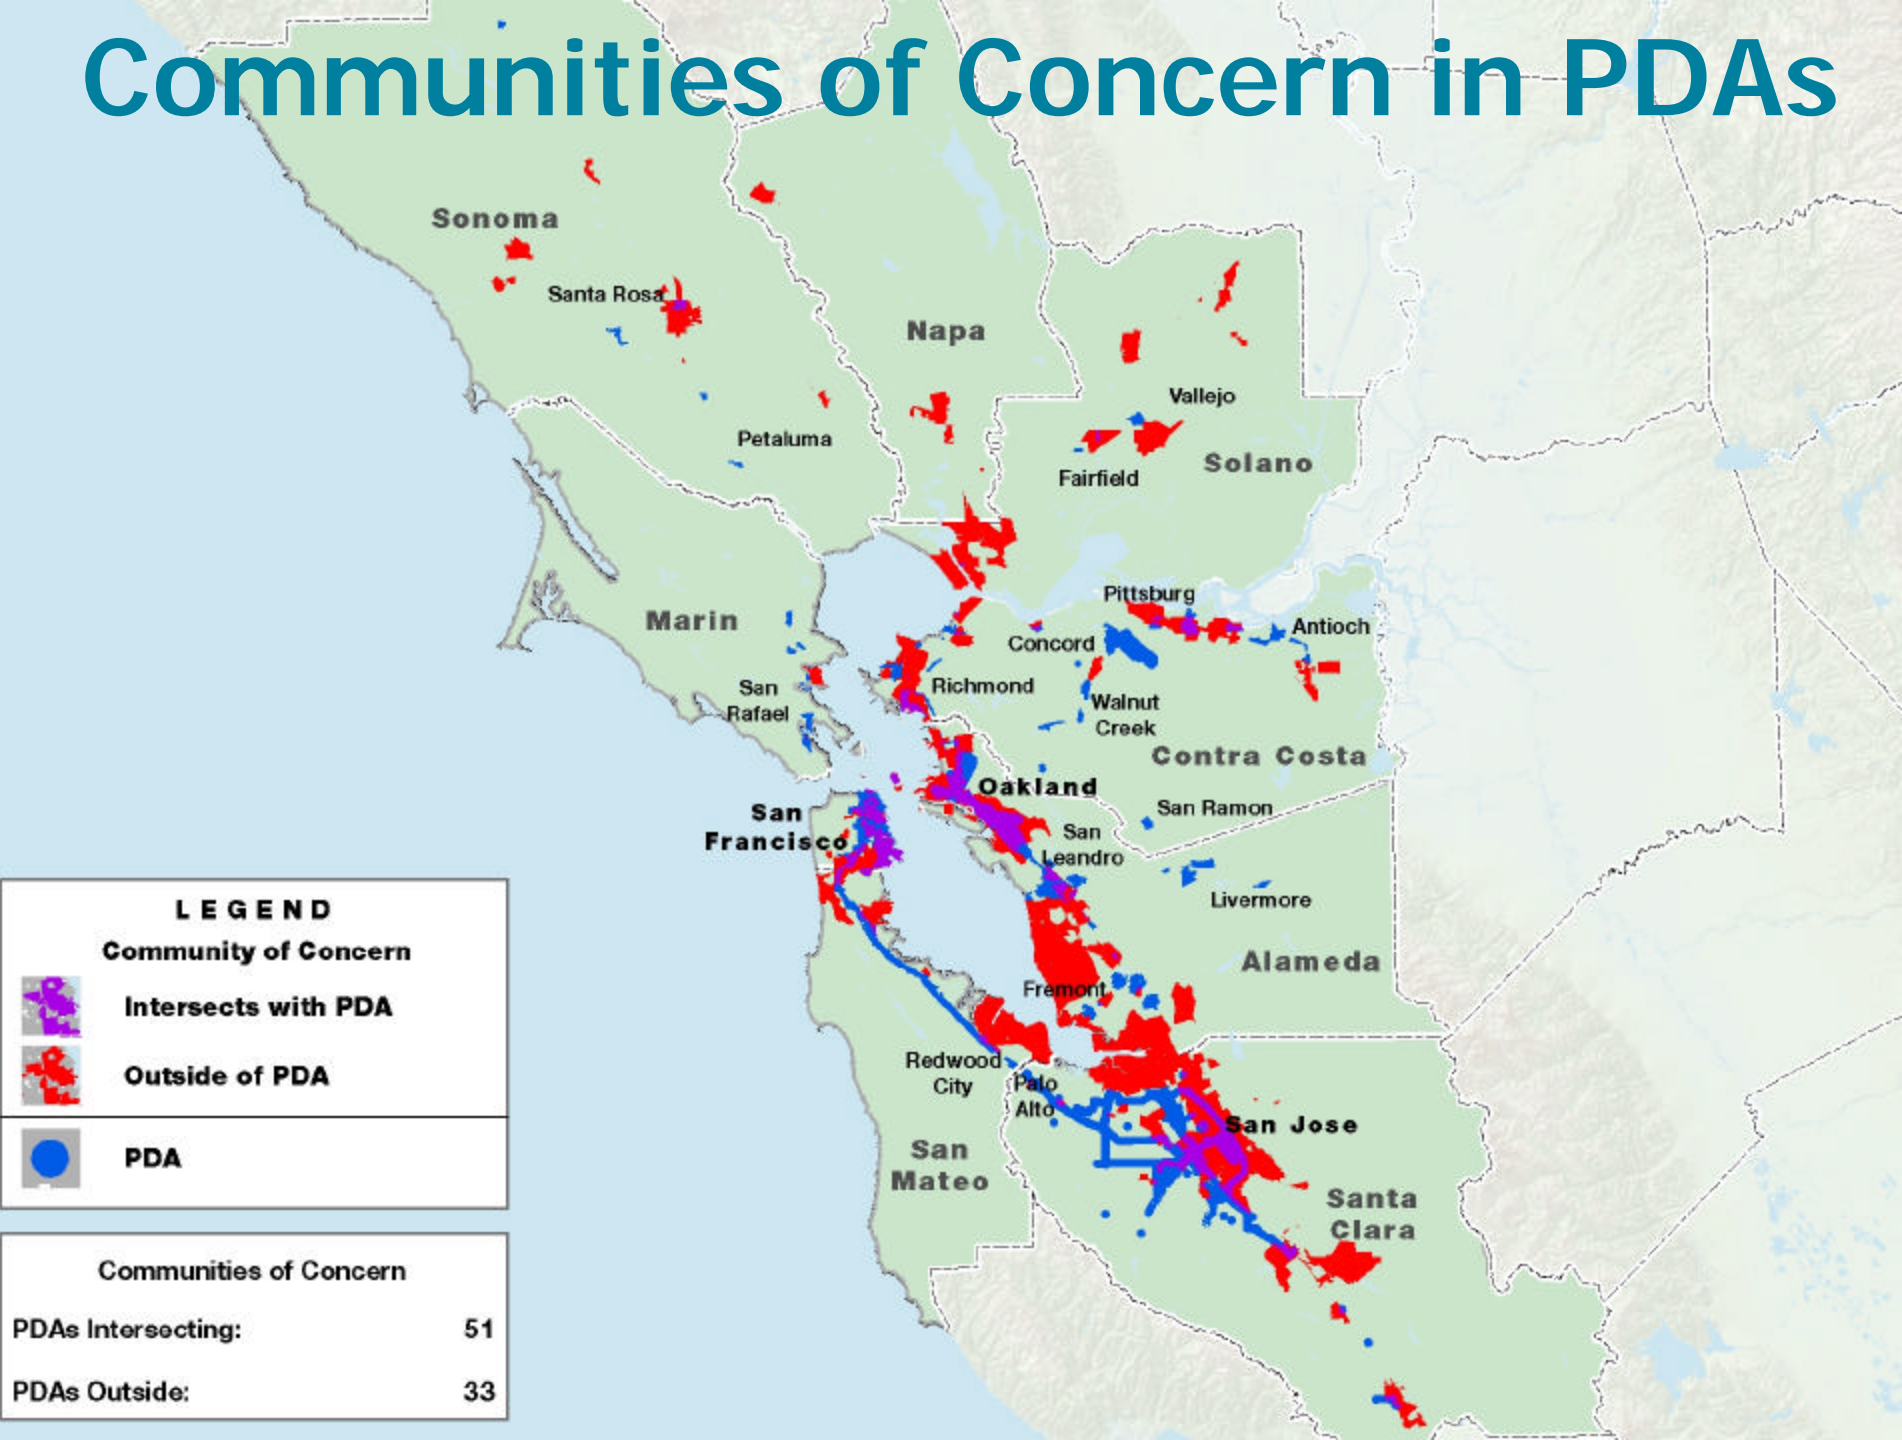 Communities of Concern in PDAs
Sonoma
Santa Rosa
Napa
Vallejo
Petaluma
Solano
Fairfield
Pittsburg
Marin
Antioch
Concord
San
Rafael
Richmond
Walnut
Creek
Contra Costa
Oakland
San
Francisco
San Ramon
San
Leandro
Livermore
Alameda
Fremont
Redwood
City
Palo
Alto
San Jose
San
Mateo
Santa
Clara
LEGEND
Community of Concern
Intersects with PDA
Outside of PDA
PDA
Communities of Concern
PDAs Intersecting: 51
PDAs Outside: 33